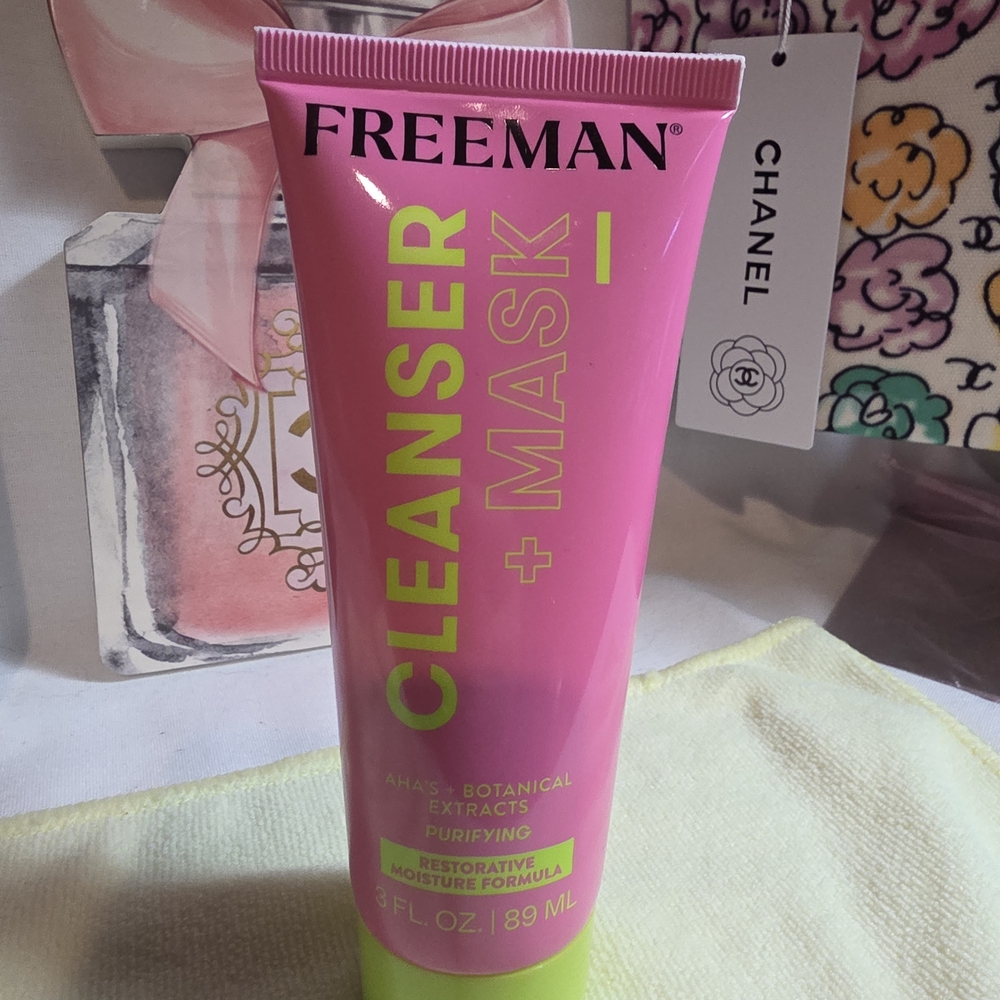 FREEMAN®
CLEANSER
+ MASK
AHA'S + BOTANICAL
EXTRACTS
PURIFYING
RESTORATIVE
MOISTURE FORMULA
3 FL. OZ. | 89 ML
CHANEL